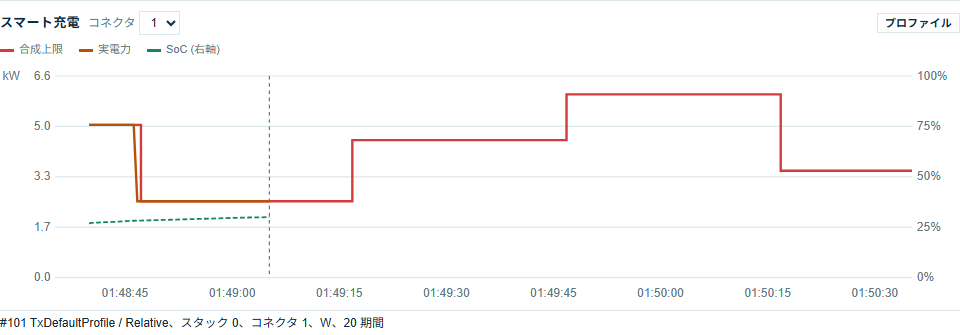 スマート充電 コネクタ 1 プロファイル
合成上限 実電力 SoC (右軸)
kW 6.6 100%
5.0 75%
3.3 50%
1.7 25%
0.0 0%
01:48:45 01:49:00 01:49:15 01:49:30 01:49:45 01:50:00 01:50:15 01:50:30
#101 TxDefaultProfile / Relative、スタック 0、コネクタ 1、W、20 期間